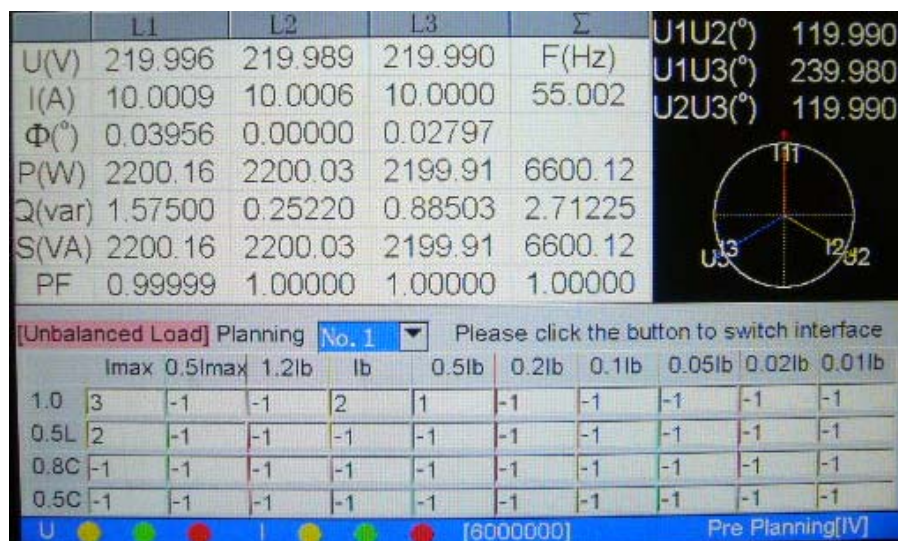 L1 L2 L3 Σ
U(V) 219.996 219.989 219.990 F(Hz)
I(A) 10.0009 10.0006 10.0000 55.002
Φ(°) 0.03956 0.00000 0.02797
P(W) 2200.16 2200.03 2199.91 6600.12
Q(var) 1.57500 0.25220 0.88503 2.71225
S(VA) 2200.16 2200.03 2199.91 6600.12
PF 0.99999 1.00000 1.00000 1.00000
U1U2(°) 119.990
U1U3(°) 239.980
U2U3(°) 119.990
I2 U2
[Unbalanced Load] Planning No. 1 Please click the button to switch interface
Imax 0.5Imax 1.2Ib Ib 0.5Ib 0.2Ib 0.1Ib 0.05Ib 0.02Ib 0.01Ib
1.0 3 -1 -1 2 1 -1 -1 -1 -1 -1
0.5L 2 -1 -1 -1 -1 -1 -1 -1 -1 -1
0.8C -1 -1 -1 -1 -1 -1 -1 -1 -1 -1
0.5C -1 -1 -1 -1 -1 -1 -1 -1 -1 -1
U I [6000000] Pre Planning[IV]